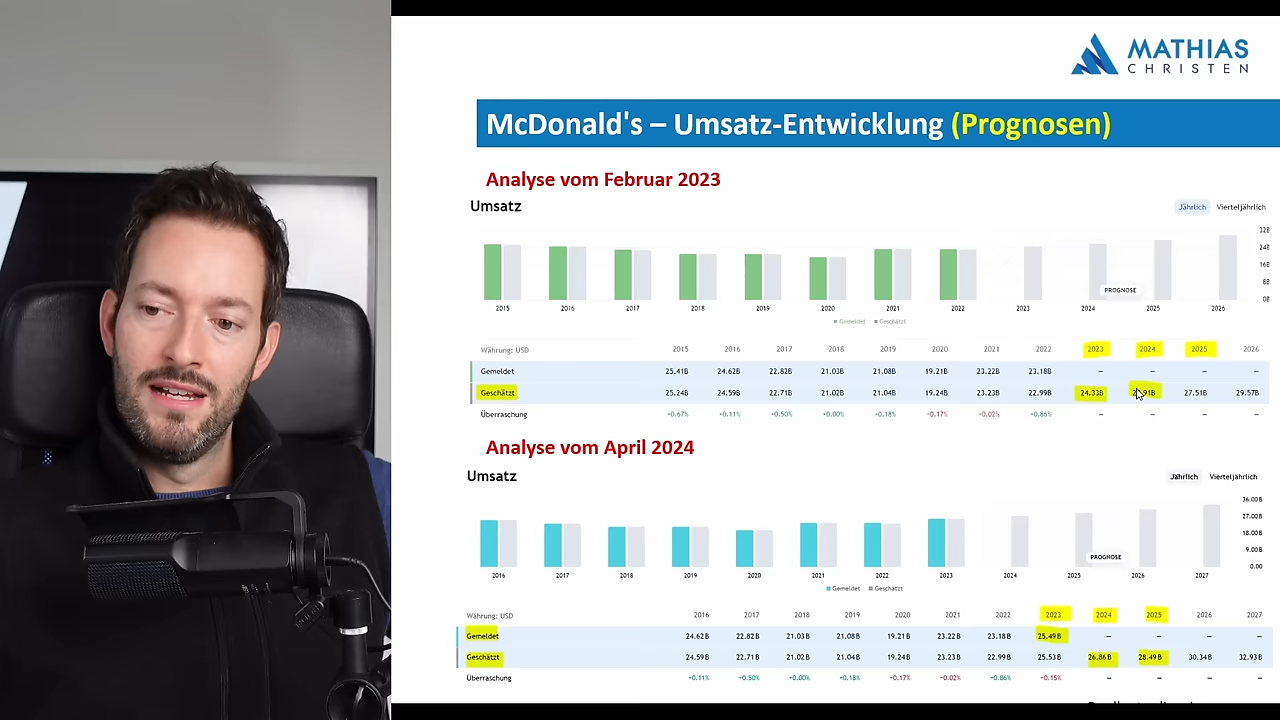 MATHIAS
CHRISTEN
McDonald's – Umsatz-Entwicklung (Prognosen)
Analyse vom Februar 2023
Umsatz
Jährlich Vierteljährlich
32B
24B
16B
8B
0B
PROGNOSE
2015 2016 2017 2018 2019 2020 2021 2022 2023 2024 2025 2026
Gemeldet Geschätzt
Währung: USD 2015 2016 2017 2018 2019 2020 2021 2022 2023 2024 2025 2026
Gemeldet 25.41B 24.62B 22.82B 21.03B 21.08B 19.21B 23.22B 23.18B — — — —
Geschätzt 25.24B 24.59B 22.71B 21.02B 21.04B 19.24B 23.23B 22.99B 24.33B 27.51B 29.57B
Überraschung +0.67% +0.11% +0.50% +0.00% +0.18% −0.17% −0.02% +0.86% — — — —
Analyse vom April 2024
Umsatz
Jährlich Vierteljährlich
36.00B
27.00B
18.00B
9.00B
0.00
PROGNOSE
2016 2017 2018 2019 2020 2021 2022 2023 2024 2025 2026 2027
Gemeldet Geschätzt
Währung: USD 2016 2017 2018 2019 2020 2021 2022 2023 2024 2025 2026 2027
Gemeldet 24.62B 22.82B 21.03B 21.08B 19.21B 23.22B 23.18B 25.49B — — — —
Geschätzt 24.59B 22.71B 21.02B 21.04B 19.24B 23.23B 22.99B 25.53B 26.86B 28.49B 30.34B 32.93B
Überraschung +0.11% +0.50% +0.00% +0.18% −0.17% −0.02% +0.86% −0.15% — — — —